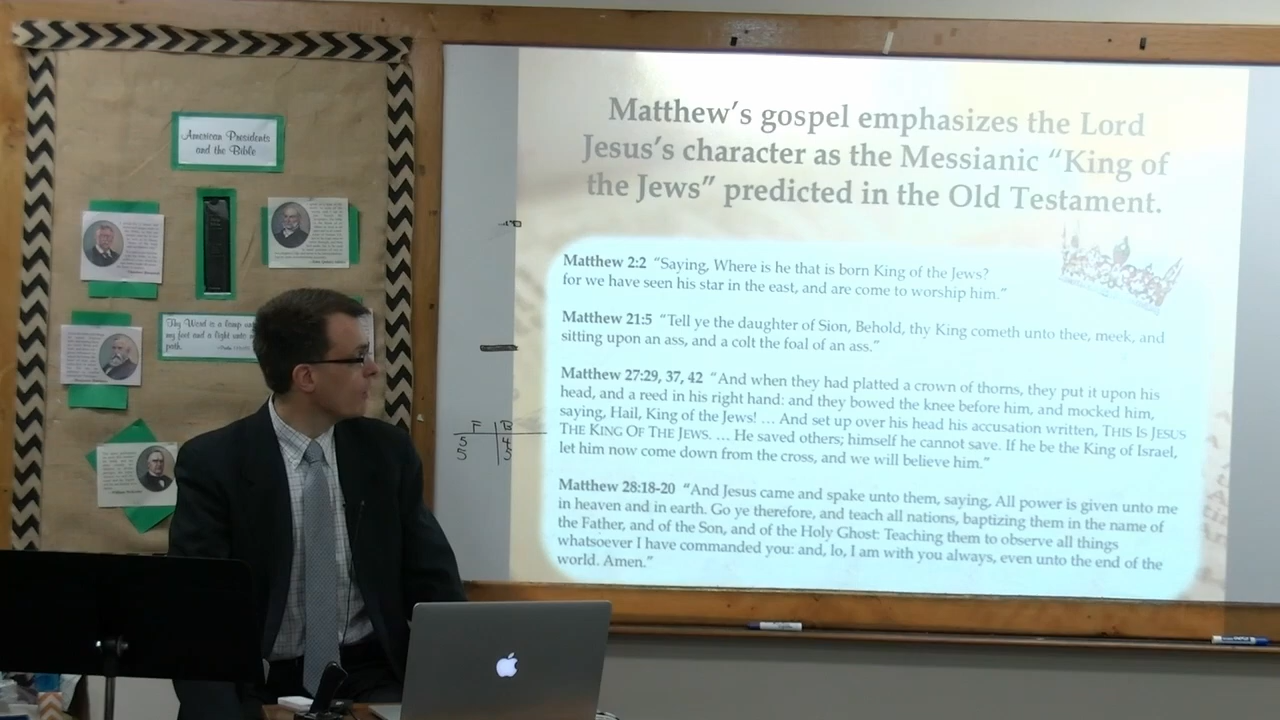 American Presidents
and the Bible
Thy Word is a lamp un
my feet and a light unto
path.
F B
5 4
5 5
Matthew's gospel emphasizes the Lord
Jesus's character as the Messianic "King of
the Jews" predicted in the Old Testament.
Matthew 2:2 "Saying, Where is he that is born King of the Jews?
for we have seen his star in the east, and are come to worship him."
Matthew 21:5 "Tell ye the daughter of Sion, Behold, thy King cometh unto thee, meek, and
sitting upon an ass, and a colt the foal of an ass."
Matthew 27:29, 37, 42 "And when they had platted a crown of thorns, they put it upon his
head, and a reed in his right hand: and they bowed the knee before him, and mocked him,
saying, Hail, King of the Jews! … And set up over his head his accusation written, THIS IS JESUS
THE KING OF THE JEWS. … He saved others; himself he cannot save. If he be the King of Israel,
let him now come down from the cross, and we will believe him."
Matthew 28:18-20 "And Jesus came and spake unto them, saying, All power is given unto me
in heaven and in earth. Go ye therefore, and teach all nations, baptizing them in the name of
the Father, and of the Son, and of the Holy Ghost: Teaching them to observe all things
whatsoever I have commanded you: and, lo, I am with you always, even unto the end of the
world. Amen."